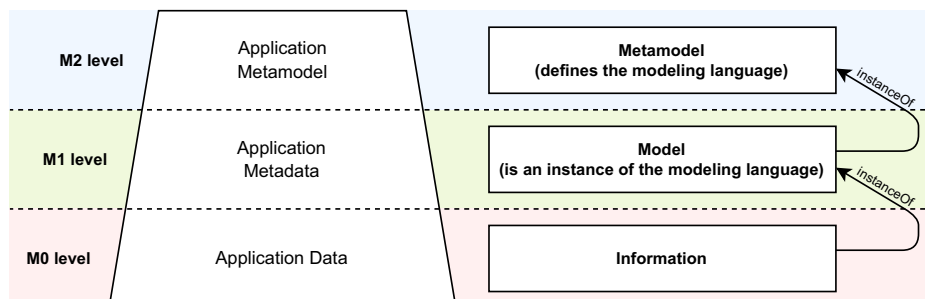 M2 level
Application
Metamodel
Metamodel
(defines the modeling language)
instanceOf
M1 level
Application
Metadata
Model
(is an instance of the modeling language)
instanceOf
M0 level
Application Data
Information